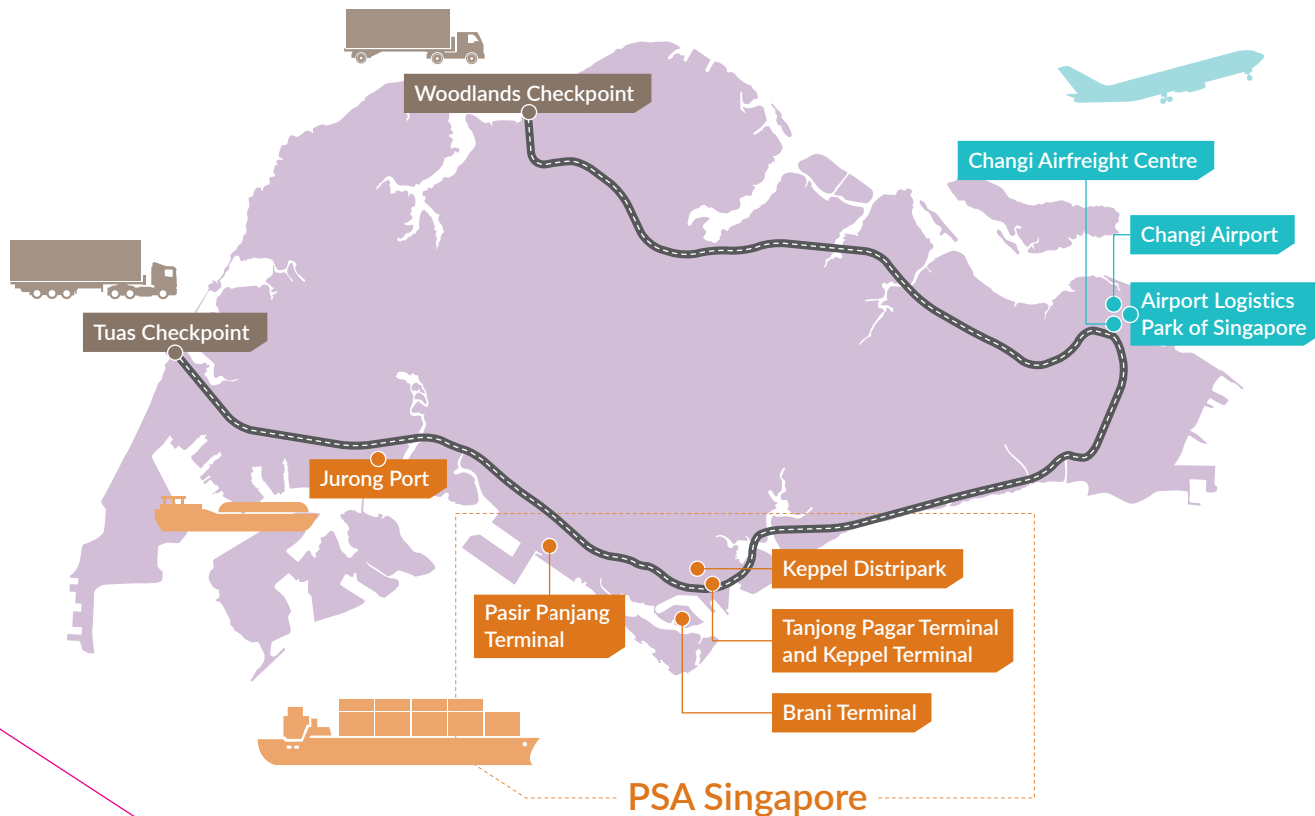 Woodlands Checkpoint
Changi Airfreight Centre
Changi Airport
Airport Logistics
Park of Singapore
Tuas Checkpoint
Jurong Port
Keppel Distripark
Pasir Panjang
Terminal
Tanjong Pagar Terminal
and Keppel Terminal
Brani Terminal
PSA Singapore